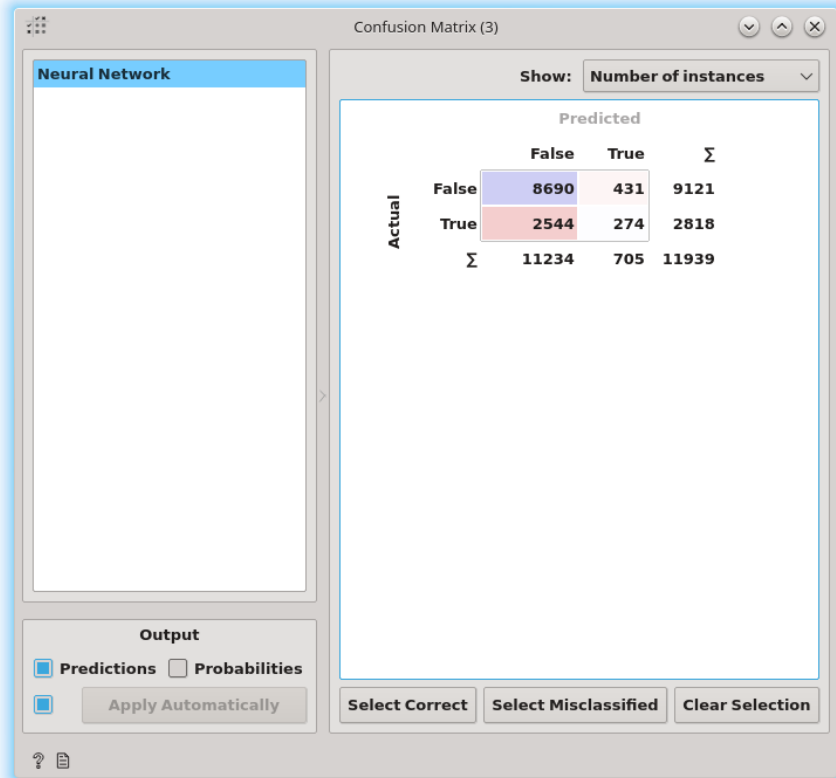 Confusion Matrix (3)
Neural Network
Show: Number of instances
Predicted
False True Σ
Actual
False 8690 431 9121
True 2544 274 2818
Σ 11234 705 11939
Output
Predictions Probabilities
Apply Automatically
Select Correct Select Misclassified Clear Selection
?